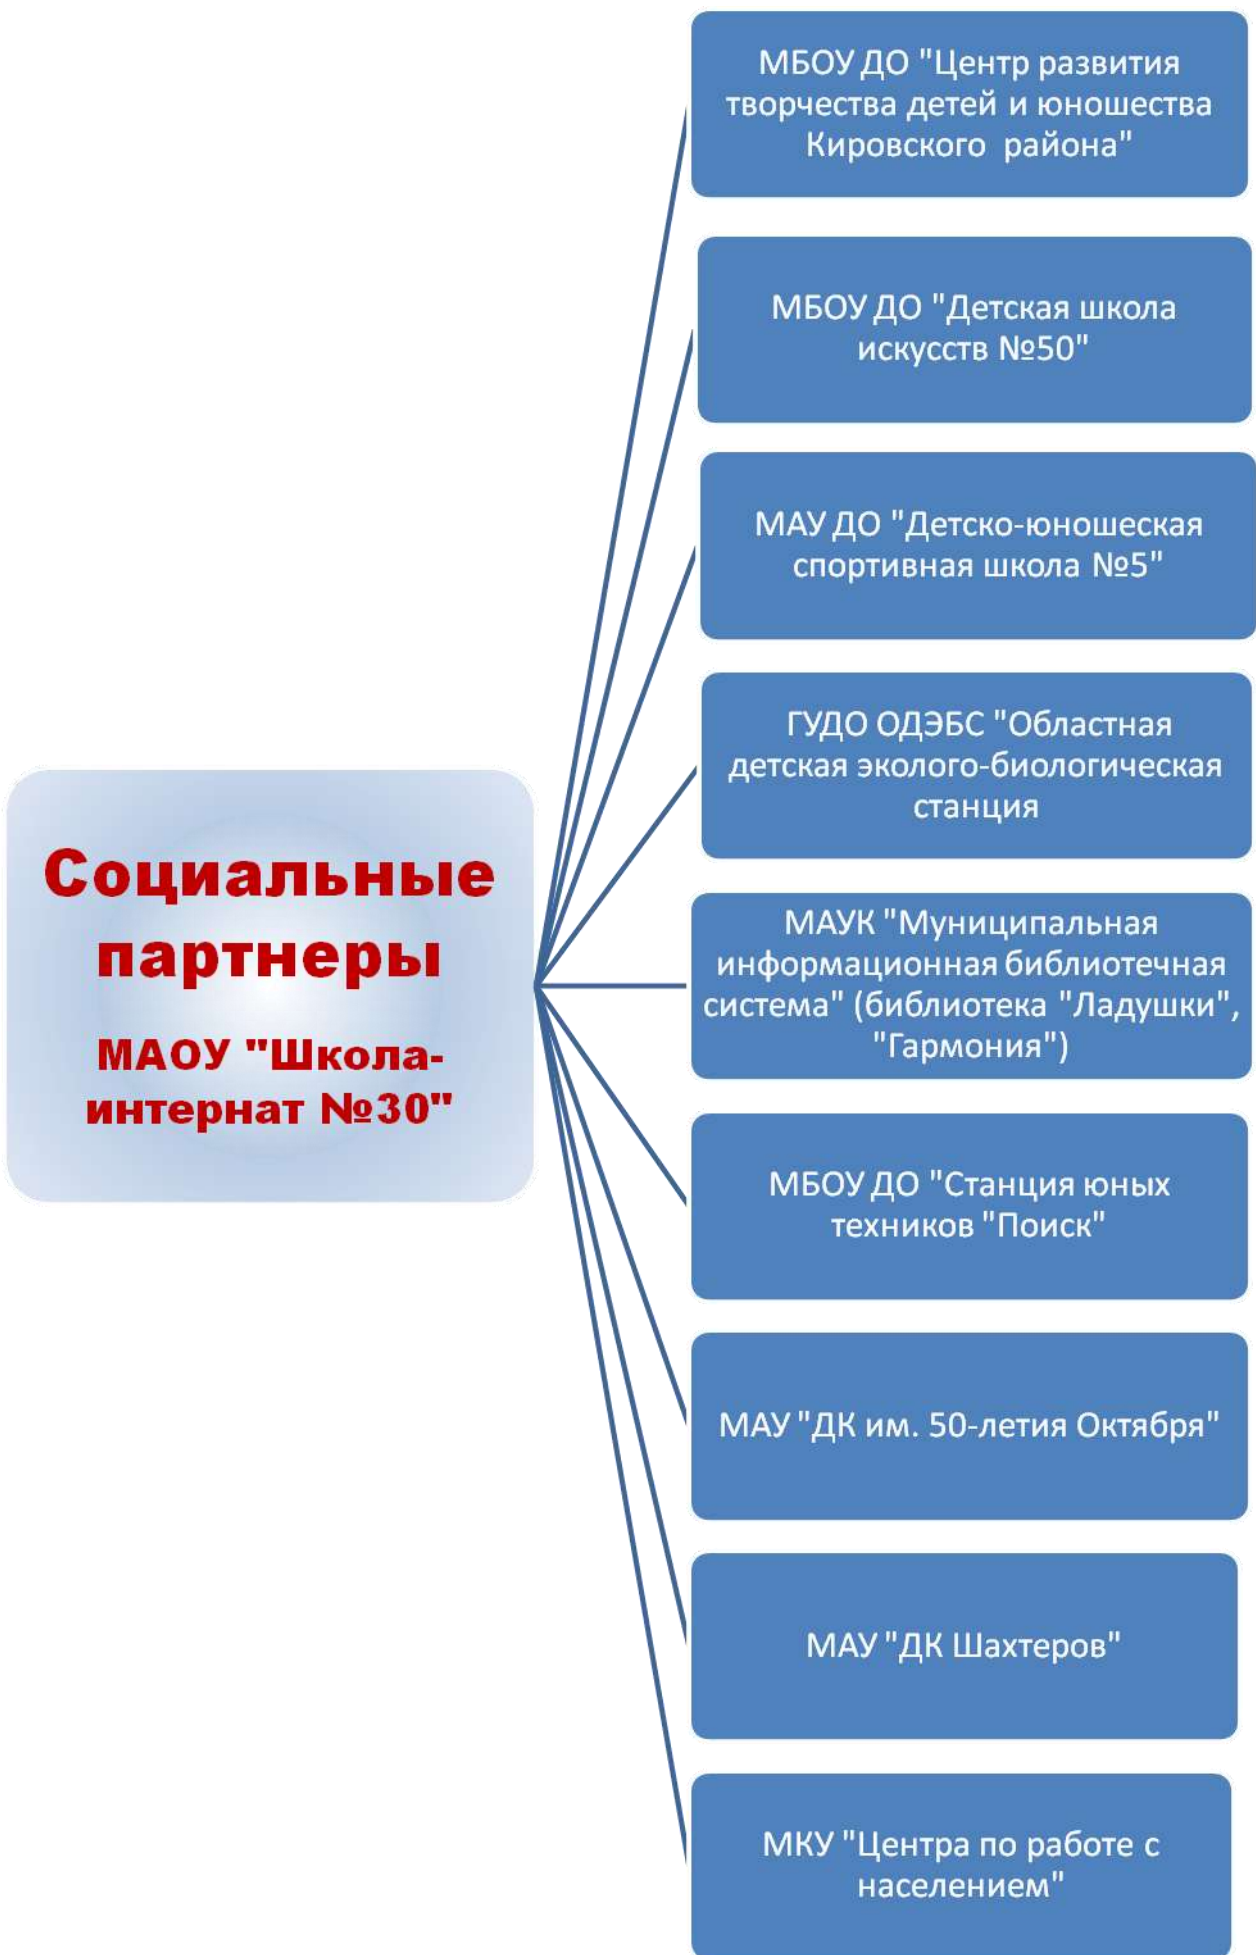 Социальные
партнеры
МАОУ "Школа-
интернат №30"
МБОУ ДО "Центр развития
творчества детей и юношества
Кировского района"
МБОУ ДО "Детская школа
искусств №50"
МАУ ДО "Детско-юношеская
спортивная школа №5"
ГУДО ОДЭБС "Областная
детская эколого-биологическая
станция
МАУК "Муниципальная
информационная библиотечная
система" (библиотека "Ладушки",
"Гармония")
МБОУ ДО "Станция юных
техников "Поиск"
МАУ "ДК им. 50-летия Октября"
МАУ "ДК Шахтеров"
МКУ "Центра по работе с
населением"